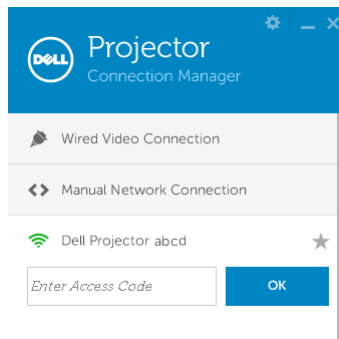 DELL
Projector
Connection Manager
Wired Video Connection
Manual Network Connection
Dell Projector abcd
Enter Access Code
OK